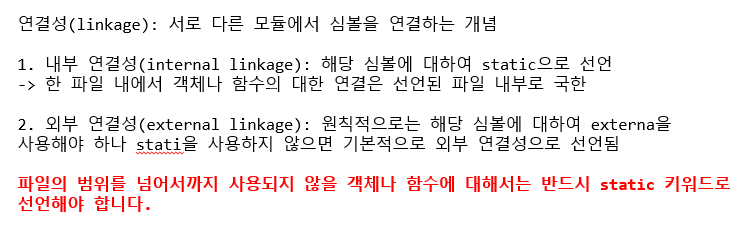 연결성(linkage): 서로 다른 모듈에서 심볼을 연결하는 개념
1. 내부 연결성(internal linkage): 해당 심볼에 대하여 static으로 선언
-> 한 파일 내에서 객체나 함수의 대한 연결은 선언된 파일 내부로 국한
2. 외부 연결성(external linkage): 원칙적으로는 해당 심볼에 대하여 externa을
사용해야 하나 stati을 사용하지 않으면 기본적으로 외부 연결성으로 선언됨
파일의 범위를 넘어서까지 사용되지 않을 객체나 함수에 대해서는 반드시 static 키워드로
선언해야 합니다.